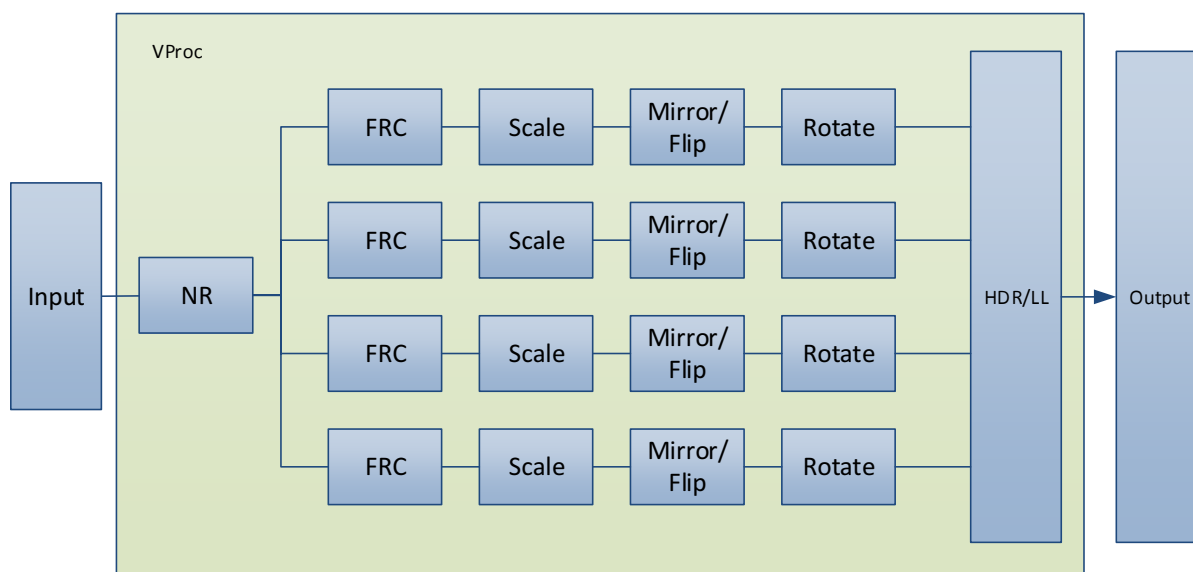 VProc
FRC
Scale
Mirror/
Flip
Rotate
FRC
Scale
Mirror/
Flip
Rotate
Input
NR
HDR/LL
Output
FRC
Scale
Mirror/
Flip
Rotate
FRC
Scale
Mirror/
Flip
Rotate